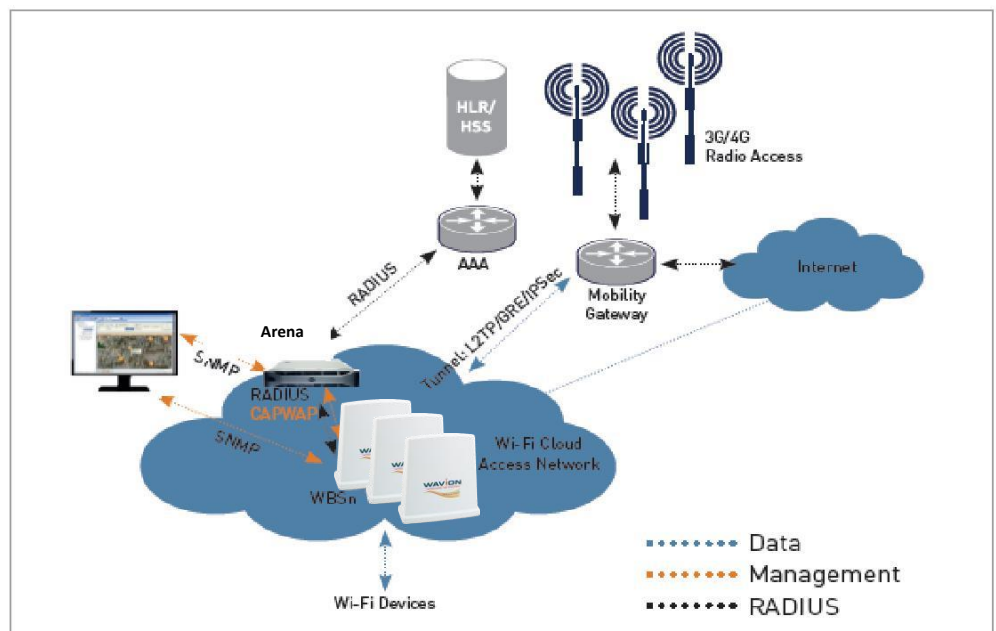 HLR/
HSS
3G/4G
Radio Access
AAA
Internet
Mobility
Gateway
RADIUS
Tunnel: L2TP/GRE/IPSec
Arena
SNMP
RADIUS
CAPWAP
SNMP
Wi-Fi Cloud
Access Network
WAVION
WAVION
WAVION
WBSn
Wi-Fi Devices
Data
Management
RADIUS